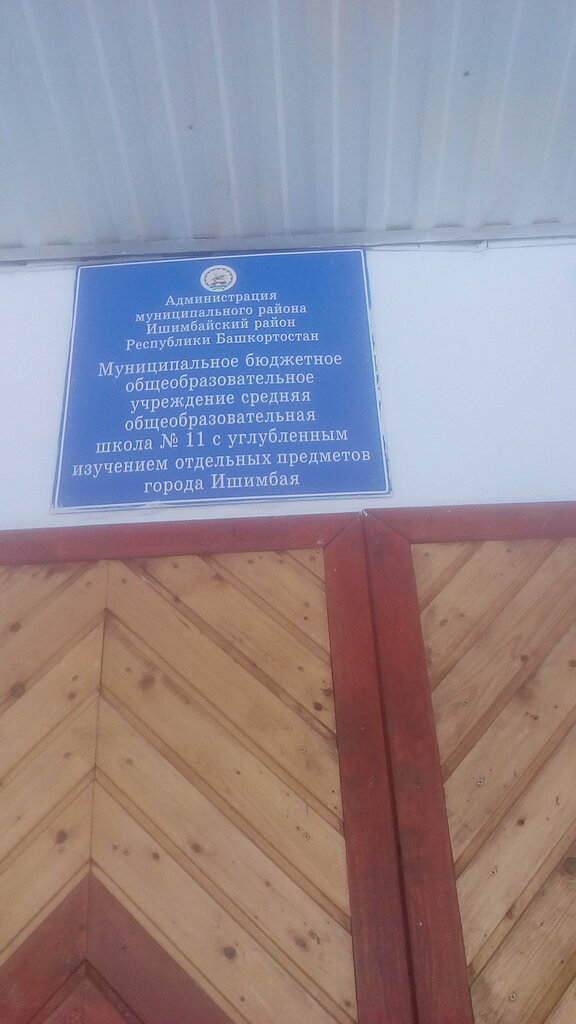 Администрация
муниципального района
Ишимбайский район
Республики Башкортостан
Муниципальное бюджетное
общеобразовательное
учреждение средняя
общеобразовательная
школа № 11 с углубленным
изучением отдельных предметов
города Ишимбая